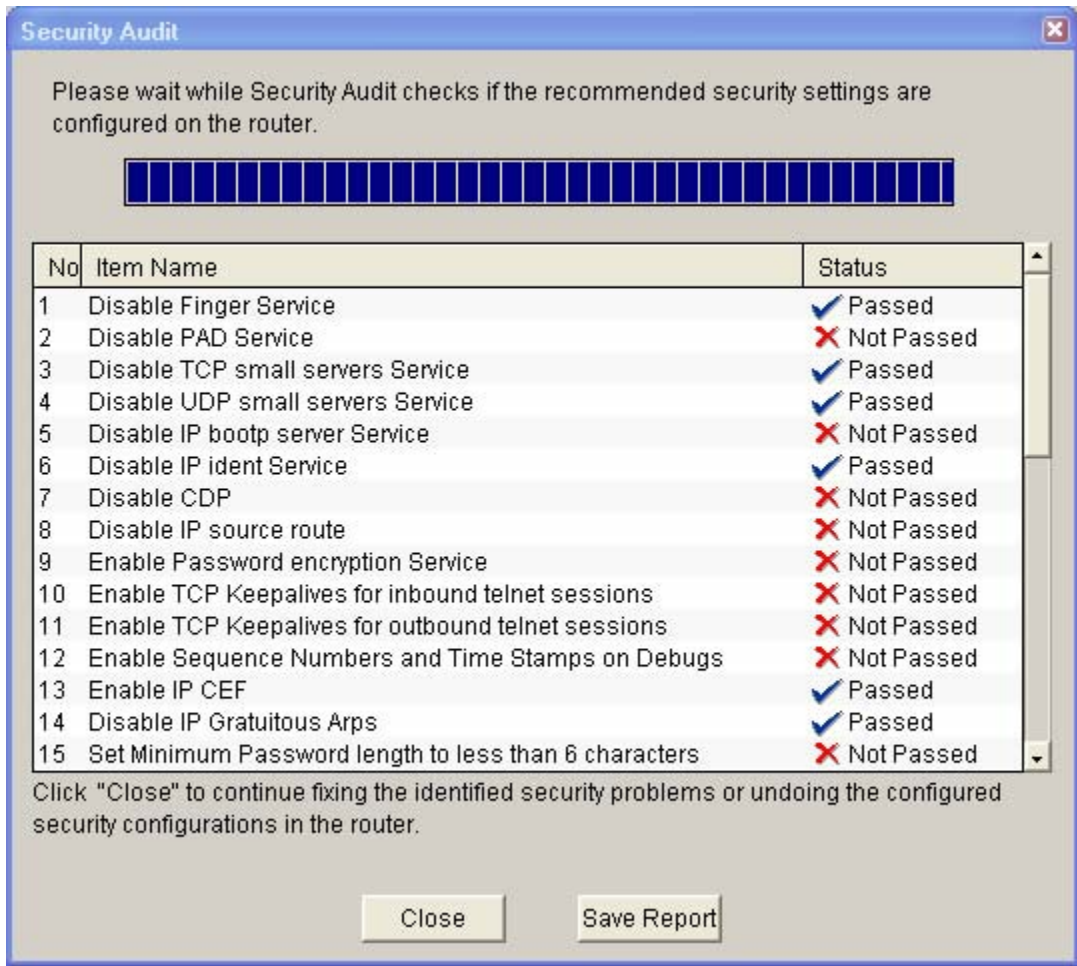 Security Audit
Please wait while Security Audit checks if the recommended security settings are
configured on the router.
No Item Name Status
1 Disable Finger Service Passed
2 Disable PAD Service Not Passed
3 Disable TCP small servers Service Passed
4 Disable UDP small servers Service Passed
5 Disable IP bootp server Service Not Passed
6 Disable IP ident Service Passed
7 Disable CDP Not Passed
8 Disable IP source route Not Passed
9 Enable Password encryption Service Not Passed
10 Enable TCP Keepalives for inbound telnet sessions Not Passed
11 Enable TCP Keepalives for outbound telnet sessions Not Passed
12 Enable Sequence Numbers and Time Stamps on Debugs Not Passed
13 Enable IP CEF Passed
14 Disable IP Gratuitous Arps Passed
15 Set Minimum Password length to less than 6 characters Not Passed
Click "Close" to continue fixing the identified security problems or undoing the configured
security configurations in the router.
Close Save Report